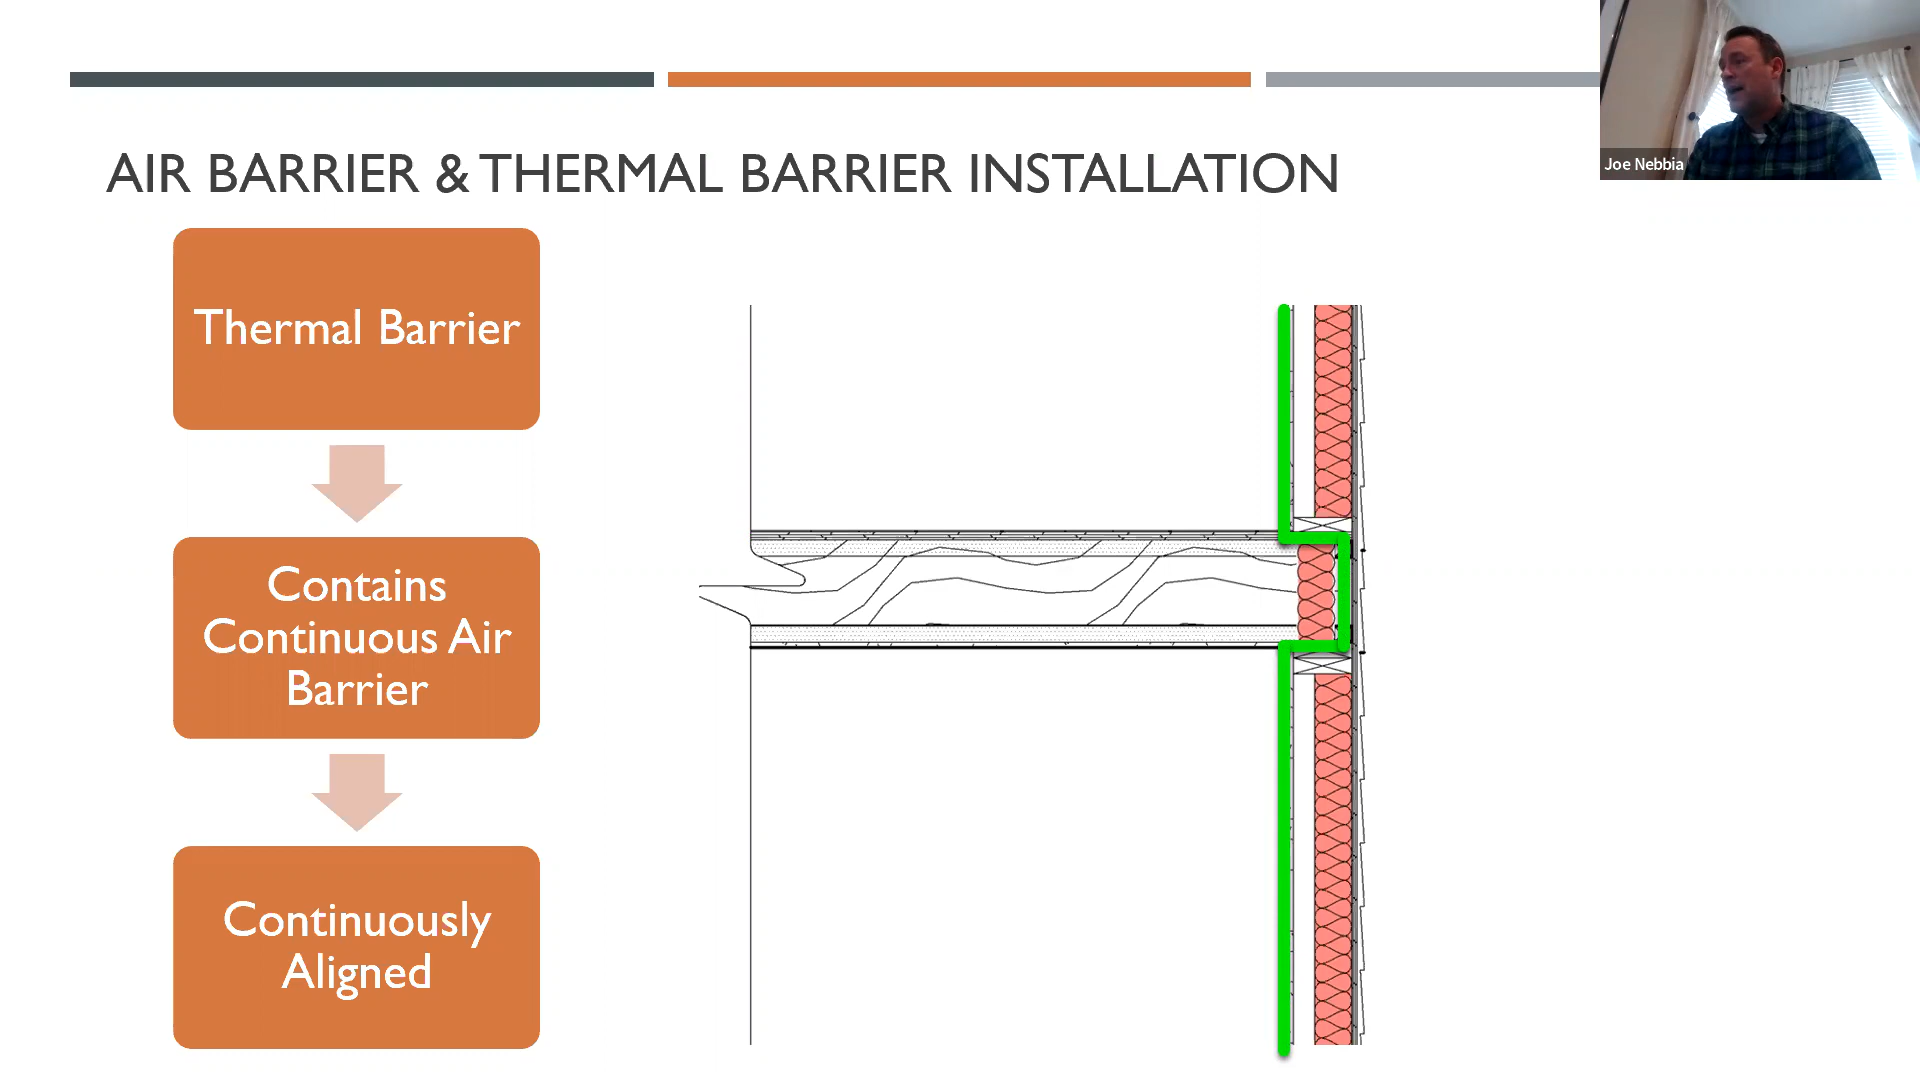 AIR BARRIER & THERMAL BARRIER INSTALLATION
Joe Nebbia
Thermal Barrier
Contains
Continuous Air
Barrier
Continuously
Aligned